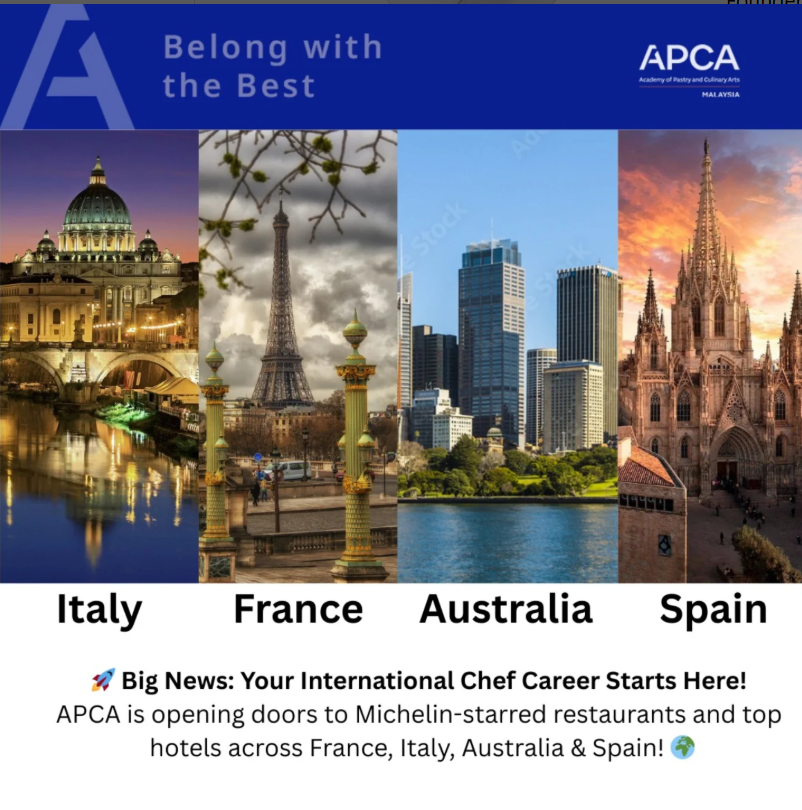 Belong with
the Best
APCA
Academy of Pastry and Culinary Arts
MALAYSIA
Italy
France
Australia
Spain
🚀 Big News: Your International Chef Career Starts Here!
APCA is opening doors to Michelin-starred restaurants and top
hotels across France, Italy, Australia & Spain! 🌍